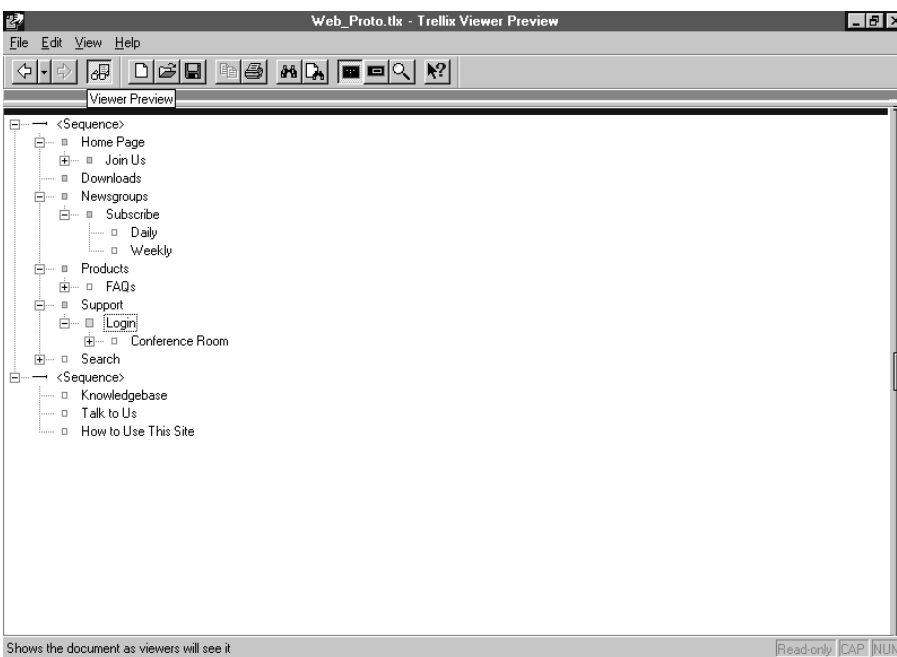 Web_Proto.tlx - Trellix Viewer Preview
File Edit View Help
Viewer Preview
<Sequence>
Home Page
Join Us
Downloads
Newsgroups
Subscribe
Daily
Weekly
Products
FAQs
Support
Login
Conference Room
Search
<Sequence>
Knowledgebase
Talk to Us
How to Use This Site
Shows the document as viewers will see it Read-only CAP NUM